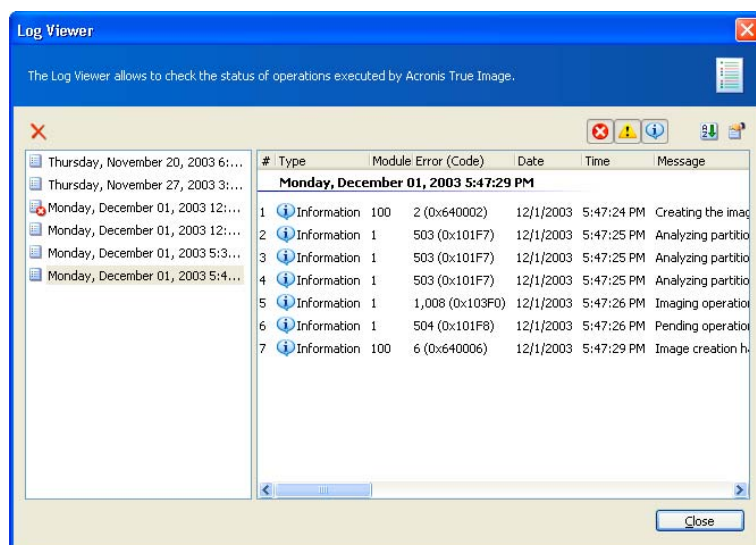 Log Viewer
The Log Viewer allows to check the status of operations executed by Acronis True Image.
Thursday, November 20, 2003 6:...
Thursday, November 27, 2003 3:...
Monday, December 01, 2003 12:...
Monday, December 01, 2003 12:...
Monday, December 01, 2003 5:3...
Monday, December 01, 2003 5:4...
# Type Module Error (Code) Date Time Message
Monday, December 01, 2003 5:47:29 PM
1 Information 100 2 (0x640002) 12/1/2003 5:47:24 PM Creating the imag
2 Information 1 503 (0x101F7) 12/1/2003 5:47:25 PM Analyzing partitio
3 Information 1 503 (0x101F7) 12/1/2003 5:47:25 PM Analyzing partitio
4 Information 1 503 (0x101F7) 12/1/2003 5:47:25 PM Analyzing partitio
5 Information 1 1,008 (0x103F0) 12/1/2003 5:47:26 PM Imaging operation
6 Information 1 504 (0x101F8) 12/1/2003 5:47:26 PM Pending operation
7 Information 100 6 (0x640006) 12/1/2003 5:47:29 PM Image creation ha
Close